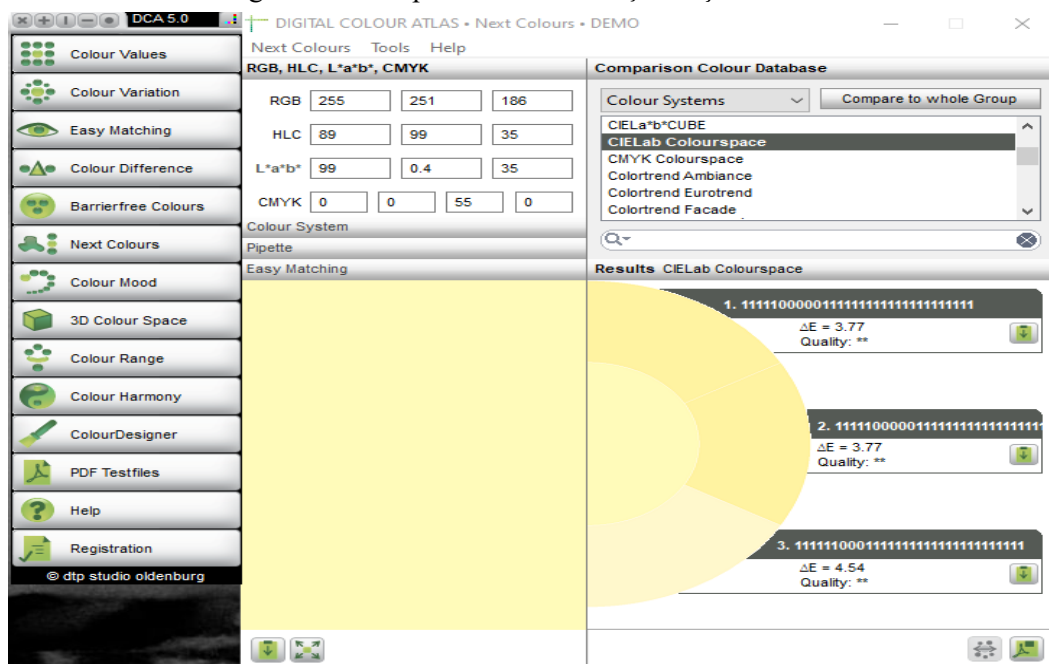 DCA 5.0
Colour Values
Colour Variation
Easy Matching
Colour Difference
Barrierfree Colours
Next Colours
Colour Mood
3D Colour Space
Colour Range
Colour Harmony
ColourDesigner
PDF Testfiles
Help
Registration
© dtp studio oldenburg
DIGITAL COLOUR ATLAS • Next Colours • DEMO
Next Colours Tools Help
RGB, HLC, L*a*b*, CMYK
RGB 255 251 186
HLC 89 99 35
L*a*b* 99 0.4 35
CMYK 0 0 55 0
Colour System
Pipette
Easy Matching
Comparison Colour Database
Colour Systems Compare to whole Group
CIELa*b*CUBE
CIELab Colourspace
CMYK Colourspace
Colortrend Ambiance
Colortrend Eurotrend
Colortrend Facade
Results CIELab Colourspace
1.
ΔE = 3.77
Quality: **
2.
ΔE = 3.77
Quality: **
3.
ΔE = 4.54
Quality: **